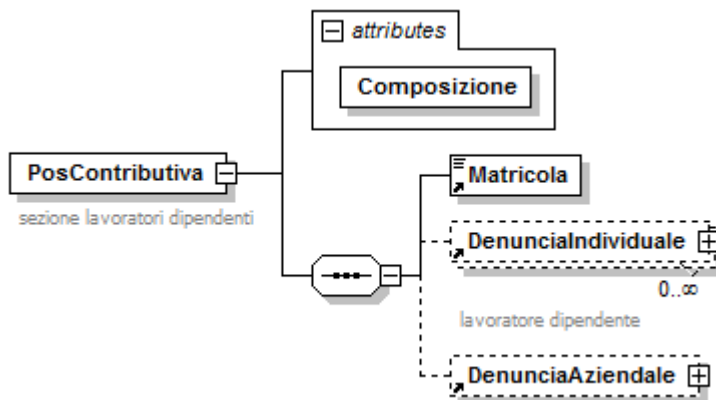 attributes
Composizione
PosContributiva
sezione lavoratori dipendenti
Matricola
DenunciaIndividuale
0..∞
lavoratore dipendente
DenunciaAziendale